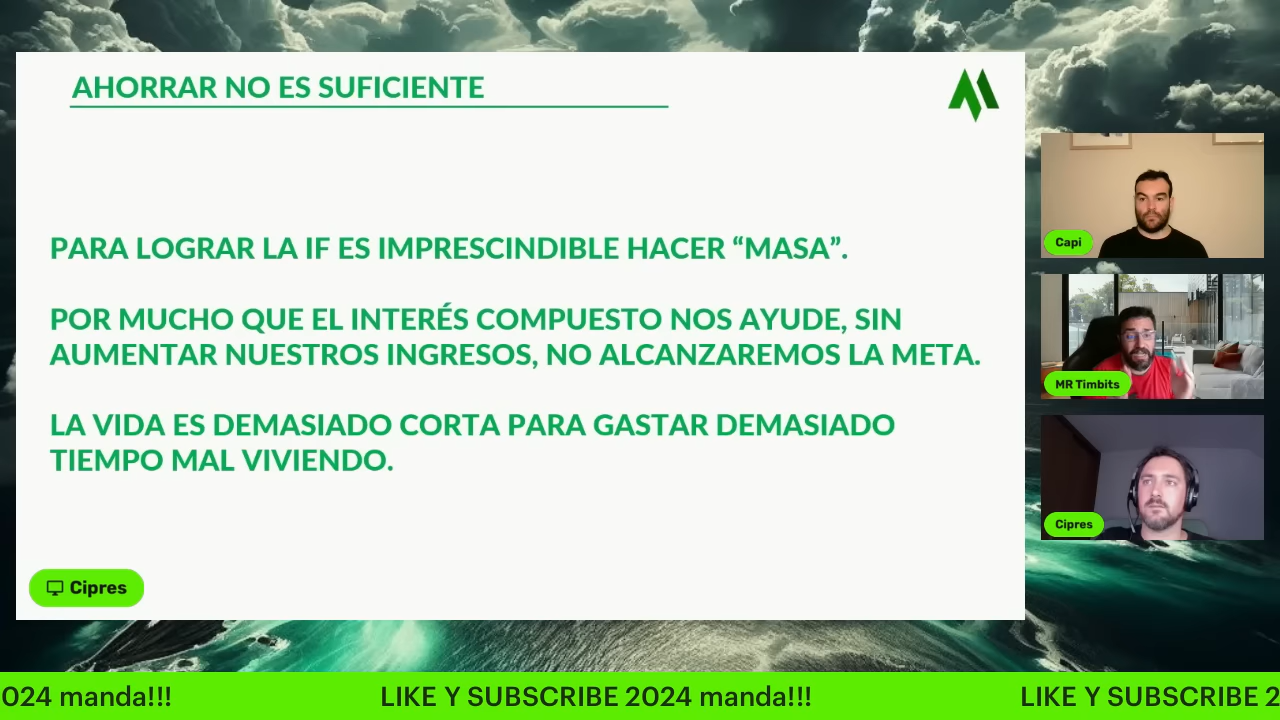 AHORRAR NO ES SUFICIENTE
PARA LOGRAR LA IF ES IMPRESCINDIBLE HACER “MASA”.
POR MUCHO QUE EL INTERÉS COMPUESTO NOS AYUDE, SIN
AUMENTAR NUESTROS INGRESOS, NO ALCANZAREMOS LA META.
LA VIDA ES DEMASIADO CORTA PARA GASTAR DEMASIADO
TIEMPO MAL VIVIENDO.
Cipres
Capi
MR Timbits
Cipres
024 manda!!! LIKE Y SUBSCRIBE 2024 manda!!! LIKE Y SUBSCRIBE 2